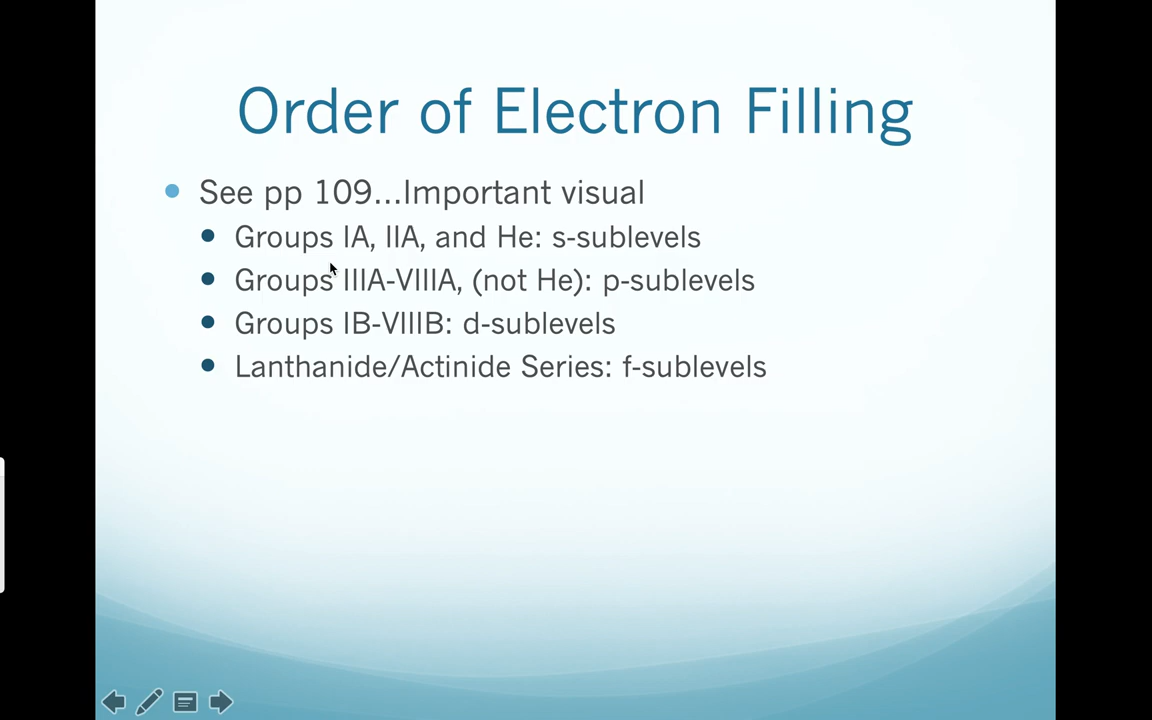 Order of Electron Filling
See pp 109...Important visual
Groups IA, IIA, and He: s-sublevels
Groups IIIA-VIIIA, (not He): p-sublevels
Groups IB-VIIIB: d-sublevels
Lanthanide/Actinide Series: f-sublevels